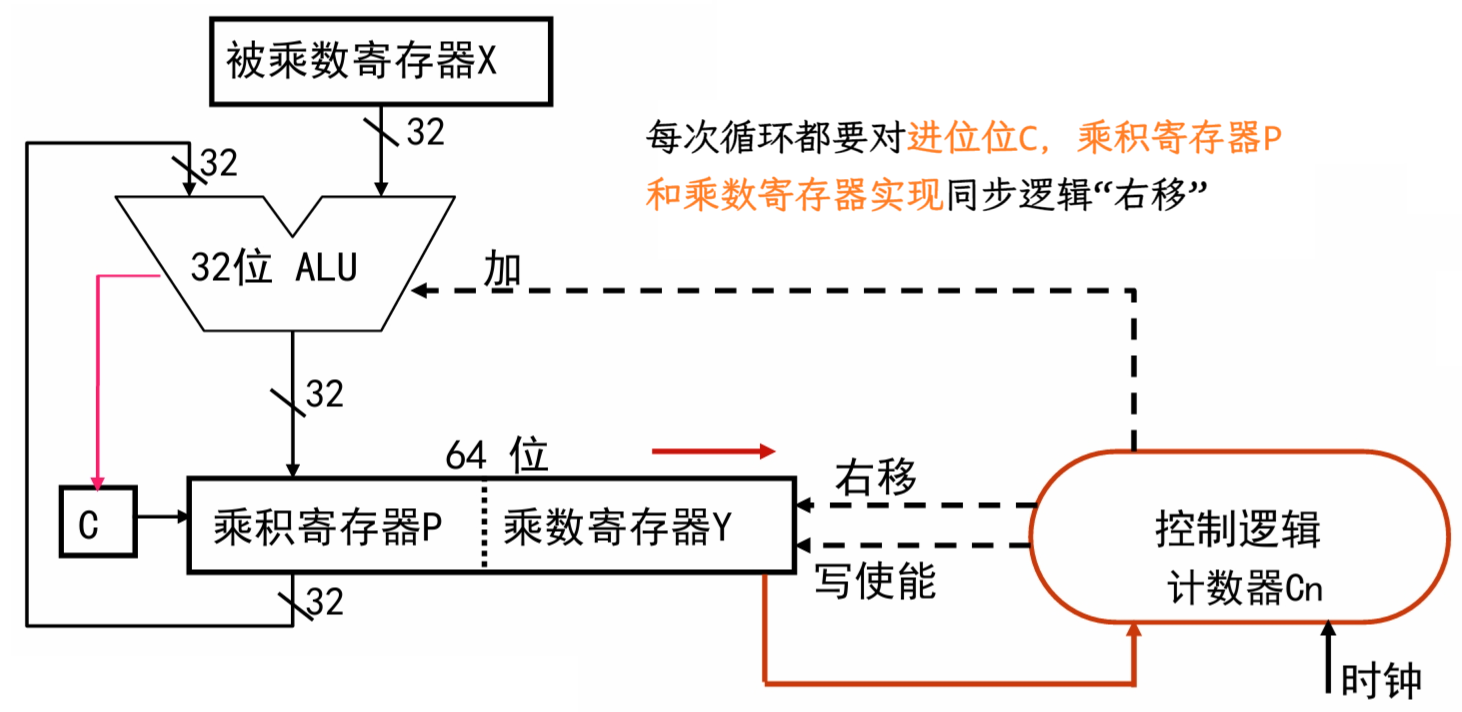 被乘数寄存器X
32
32
每次循环都要对进位位C，乘积寄存器P
和乘数寄存器实现同步逻辑“右移”
32位 ALU
加
32
64 位
右移
C
乘积寄存器P
乘数寄存器Y
控制逻辑
计数器Cn
写使能
32
时钟